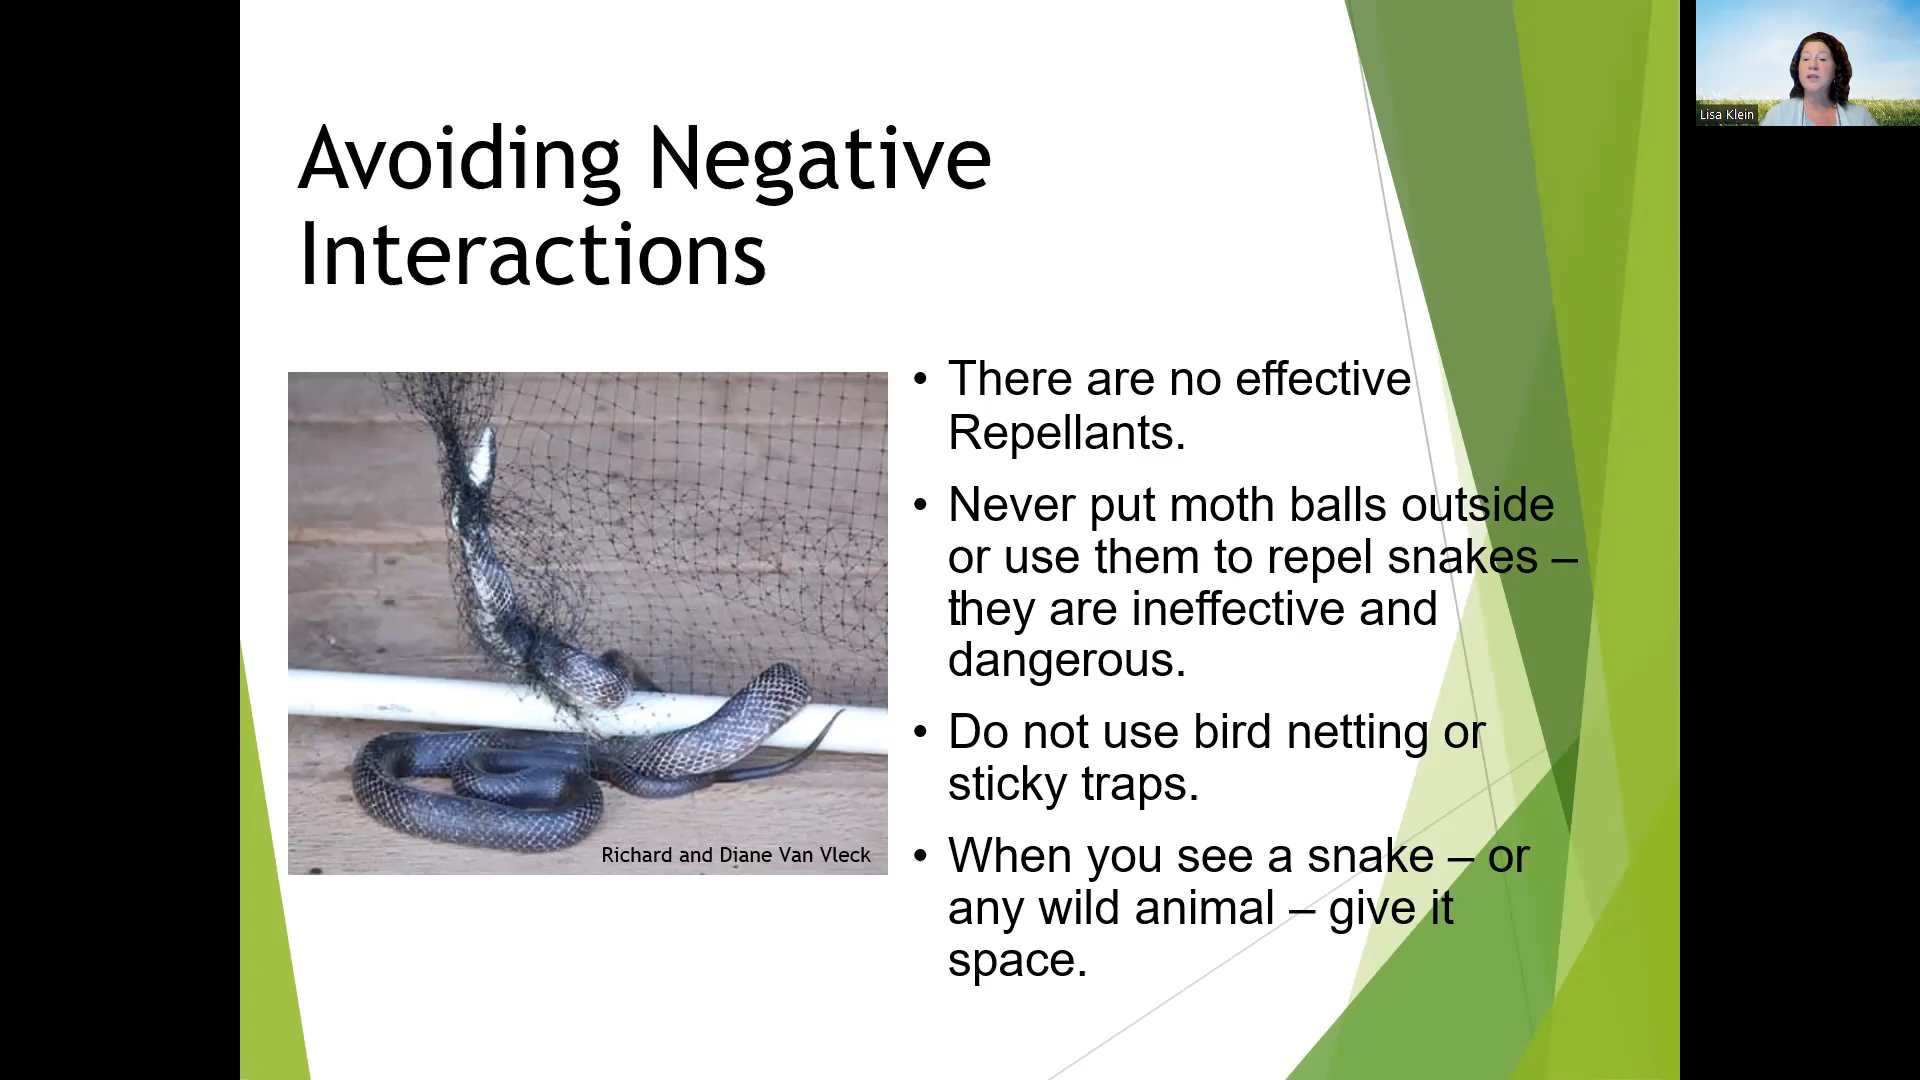 Avoiding Negative
Interactions
• There are no effective
Repellants.
• Never put moth balls outside
or use them to repel snakes –
they are ineffective and
dangerous.
• Do not use bird netting or
sticky traps.
• When you see a snake – or
any wild animal – give it
space.
Richard and Diane Van Vleck
Lisa Klein